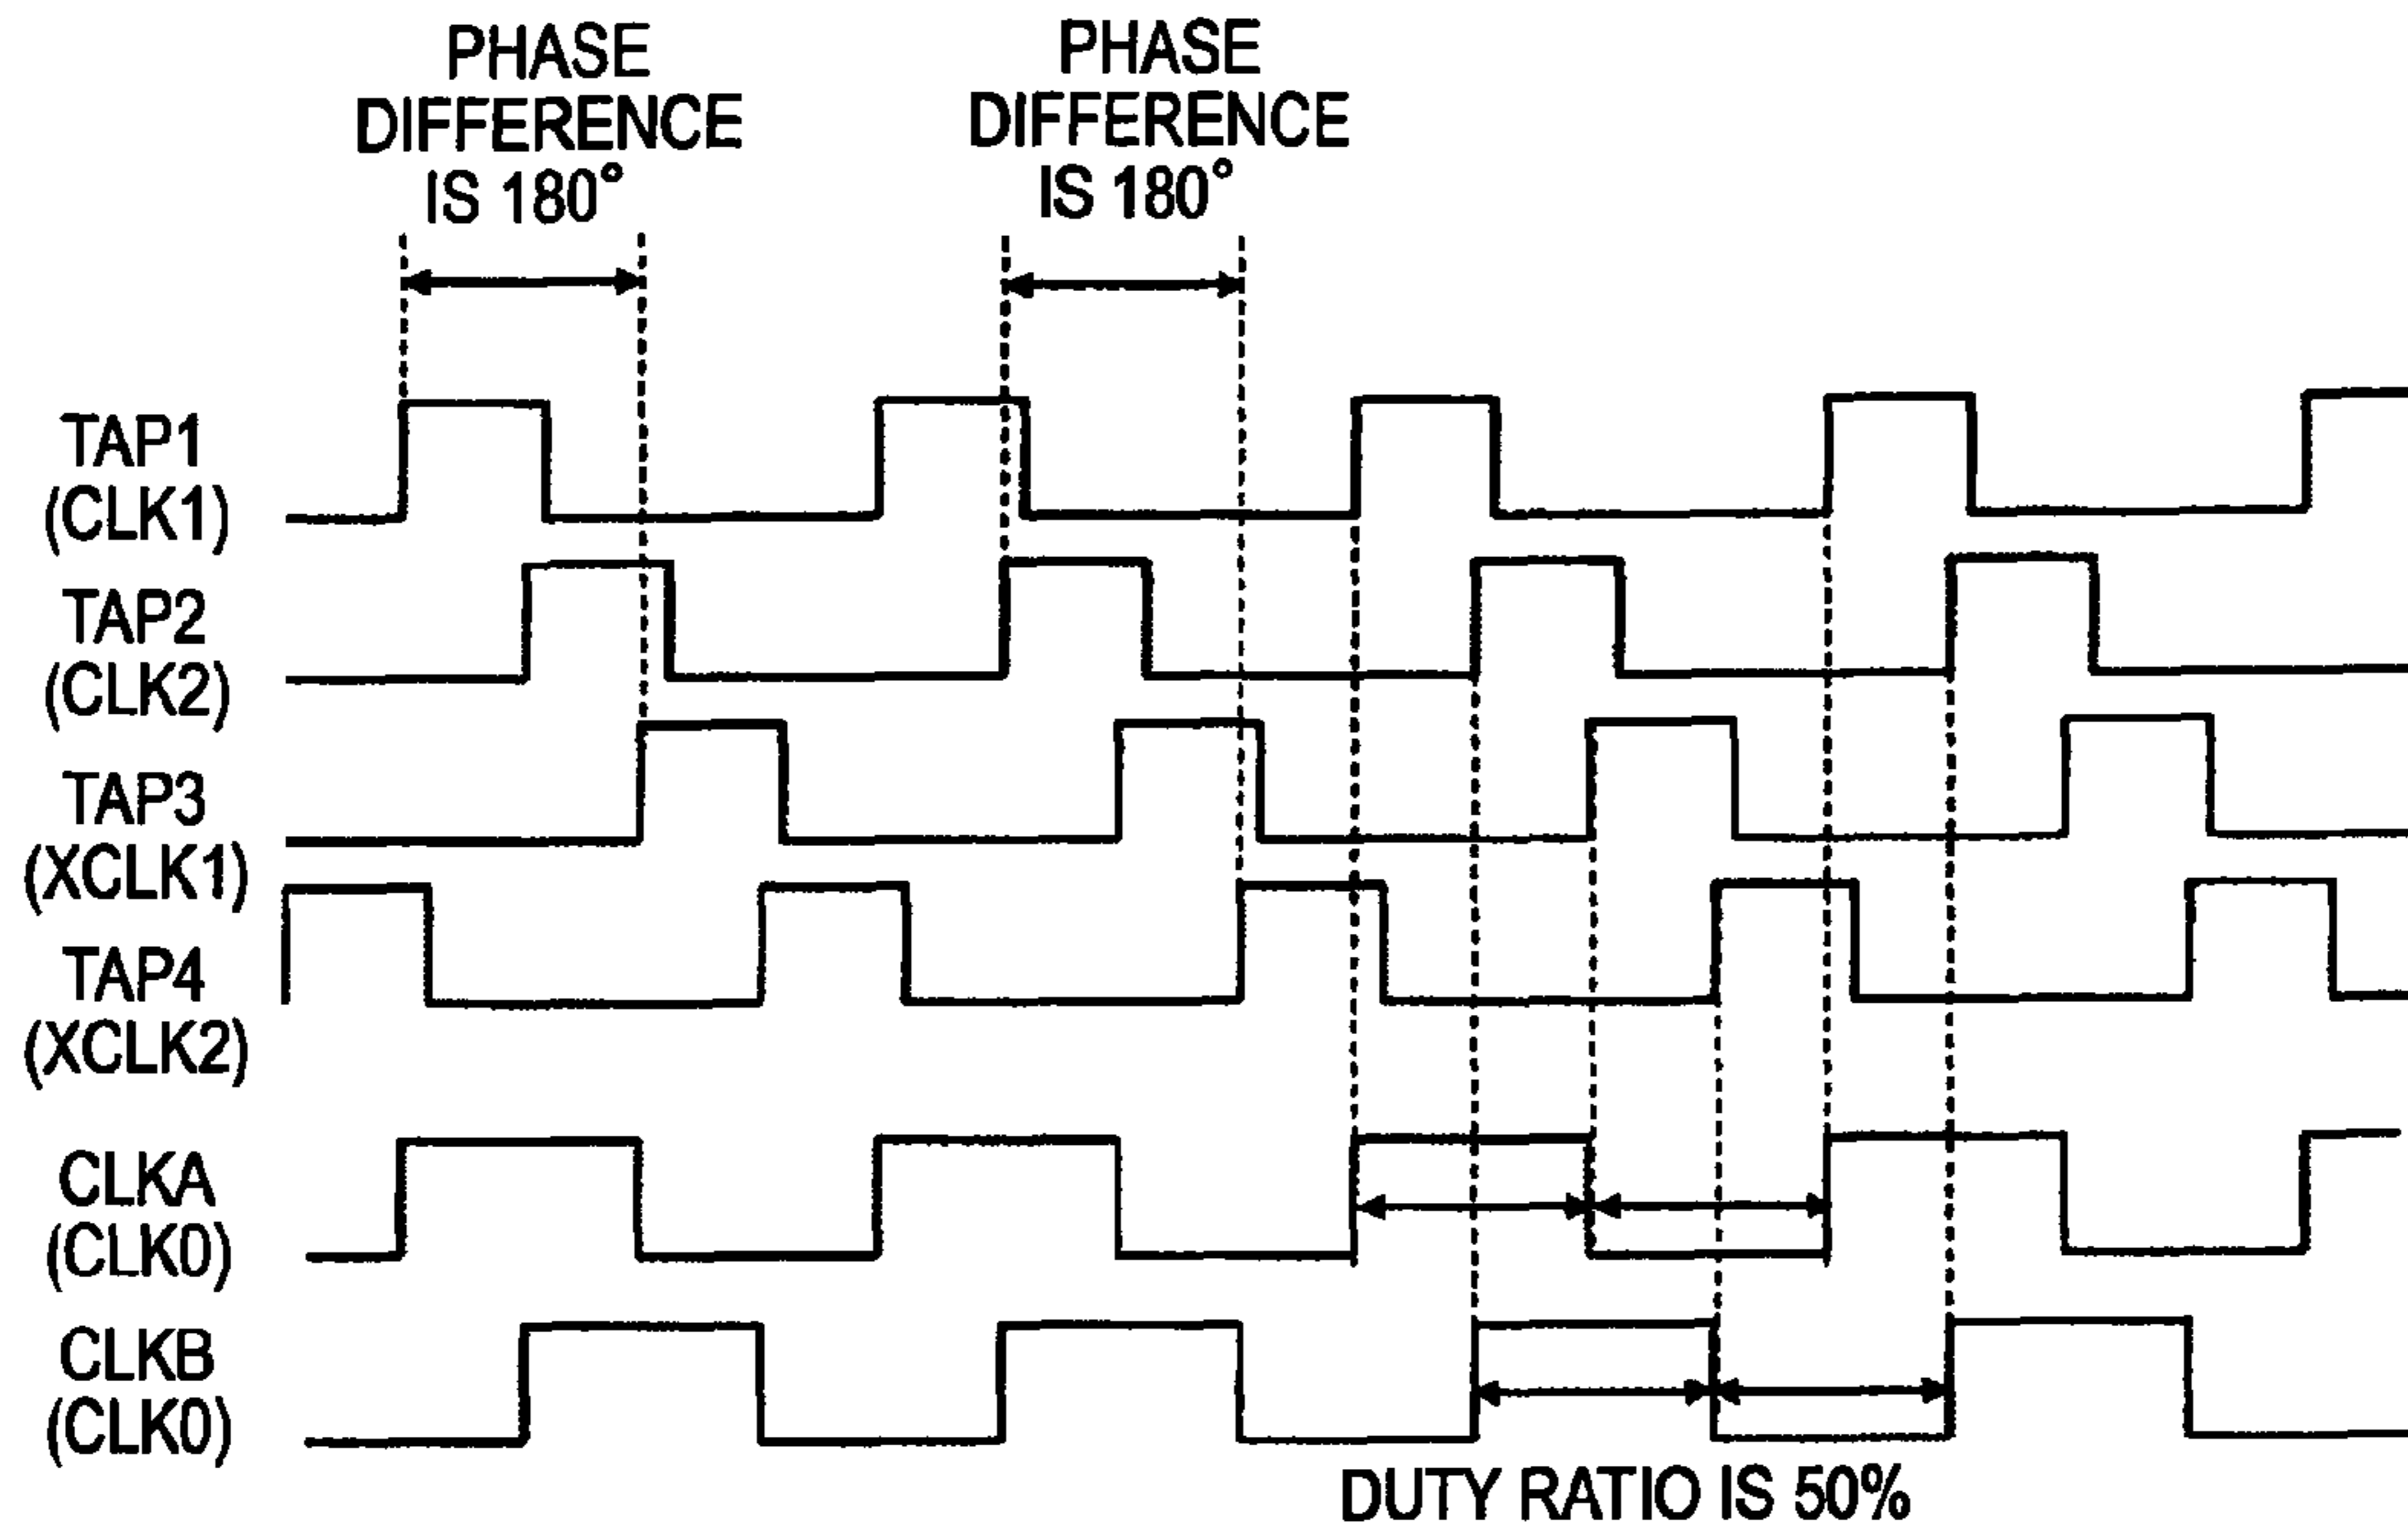 PHASE
DIFFERENCE
IS 180°
PHASE
DIFFERENCE
IS 180°
TAP1
(CLK1)
TAP2
(CLK2)
TAP3
(XCLK1)
TAP4
(XCLK2)
CLKA
(CLK0)
CLKB
(CLK0)
DUTY RATIO IS 50%